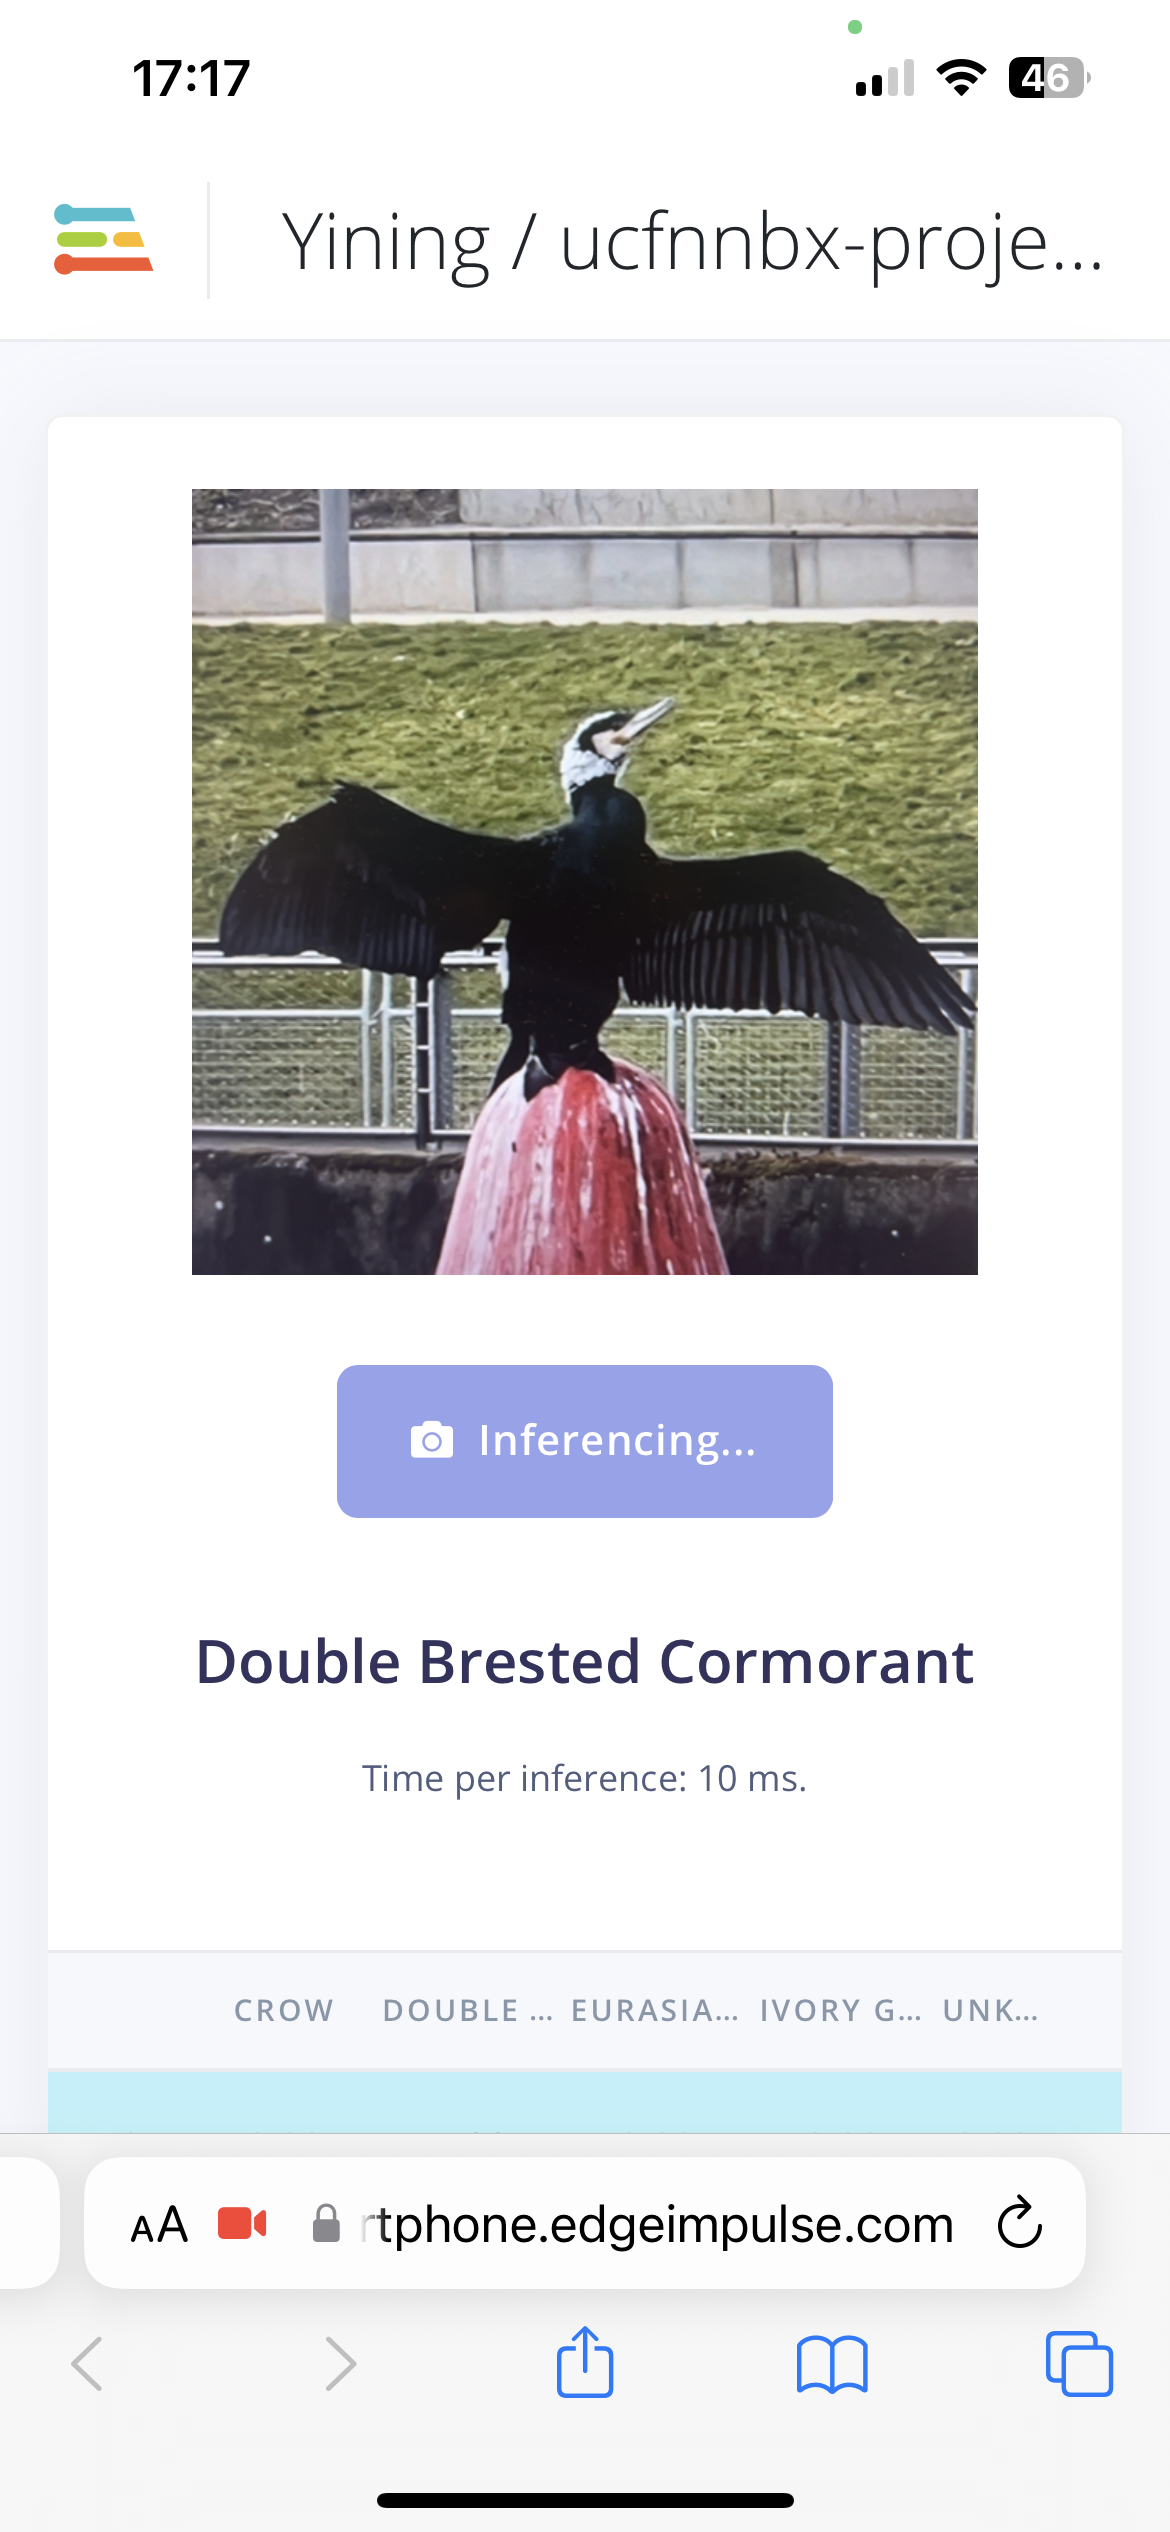 17:17
46
Yining / ucfnnbx-proje...
Inferencing...
Double Brested Cormorant
Time per inference: 10 ms.
CROW DOUBLE ... EURASIA... IVORY G... UNK...
AA rtphone.edgeimpulse.com